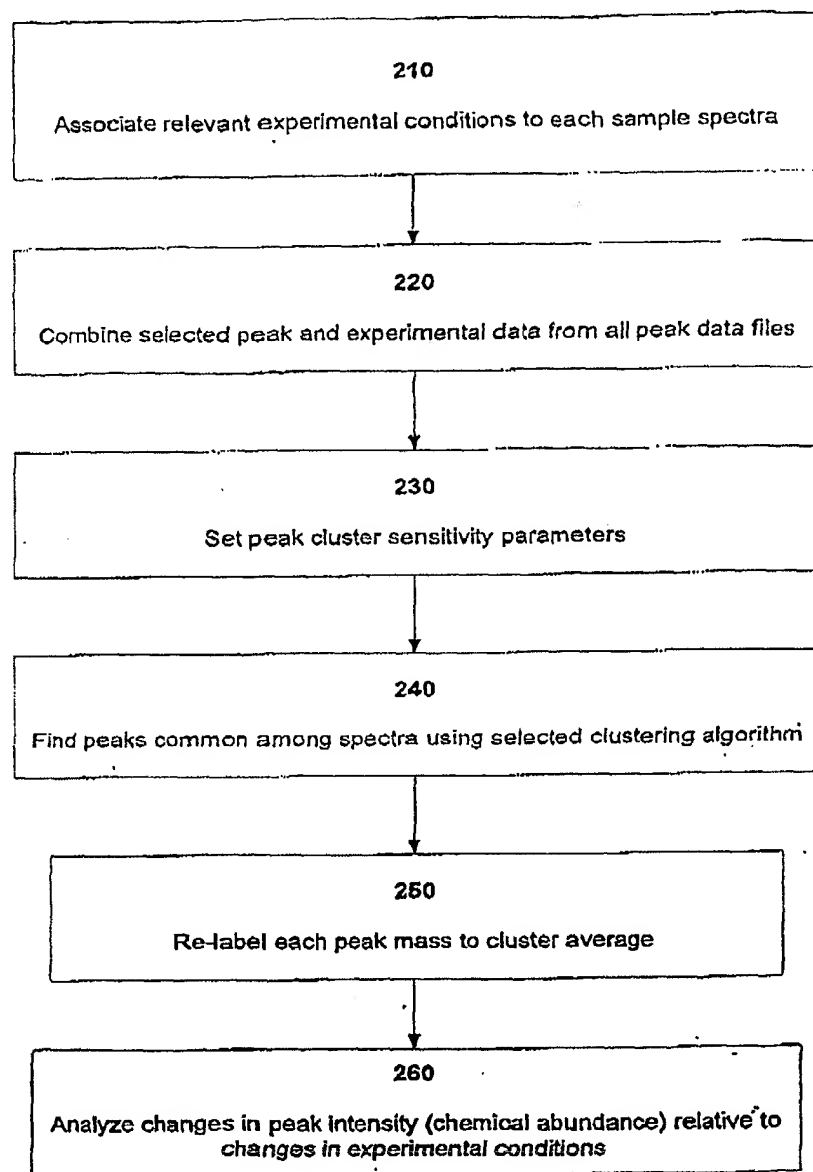 210
Associate relevant experimental conditions to each sample spectra
220
Combine selected peak and experimental data from all peak data files
230
Set peak cluster sensitivity parameters
240
Find peaks common among spectra using selected clustering algorithm
250
Re-label each peak mass to cluster average
260
Analyze changes in peak intensity (chemical abundance) relative to
changes in experimental conditions